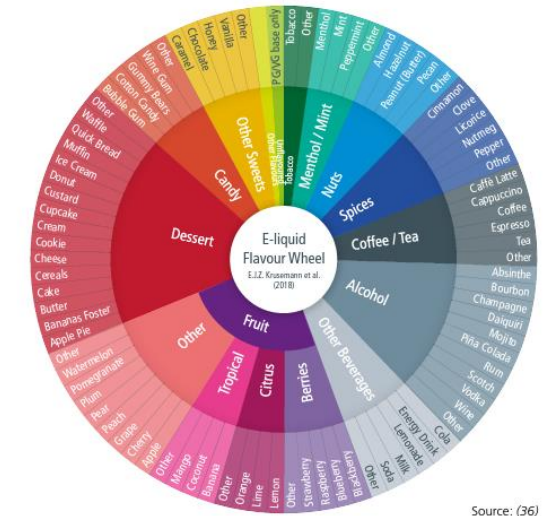 E-liquid
Flavour Wheel
E.J.Z. Krusemann et al.
(2018)
Tobacco
Tobacco
Other
Menthol / Mint
Menthol
Mint
Peppermint
Other
Nuts
Almond
Hazelnut
Peanut (Butter)
Pecan
Other
Spices
Cinnamon
Clove
Licorice
Nutmeg
Pepper
Other
Coffee / Tea
Caffè Latte
Cappuccino
Coffee
Espresso
Tea
Other
Alcohol
Absinthe
Bourbon
Champagne
Daiquiri
Mojito
Piña Colada
Rum
Scotch
Vodka
Wine
Other
Other Beverages
Cola
Energy Drink
Lemonade
Milk
Soda
Other
Fruit
Berries
Blackberry
Blueberry
Raspberry
Strawberry
Other
Citrus
Lemon
Lime
Orange
Other
Tropical
Banana
Coconut
Mango
Other
Other
Apple
Cherry
Grape
Peach
Pear
Plum
Pomegranate
Watermelon
Other
Dessert
Apple Pie
Bananas Foster
Butter
Cake
Cereals
Cheese
Cookie
Cream
Cupcake
Custard
Donut
Ice Cream
Muffin
Quick Bread
Waffle
Other
Candy
Bubble Gum
Cotton Candy
Gummy Bears
Wine Gum
Other
Other Sweets
Caramel
Chocolate
Honey
Vanilla
Other
PG/VG base only
Source: (36)